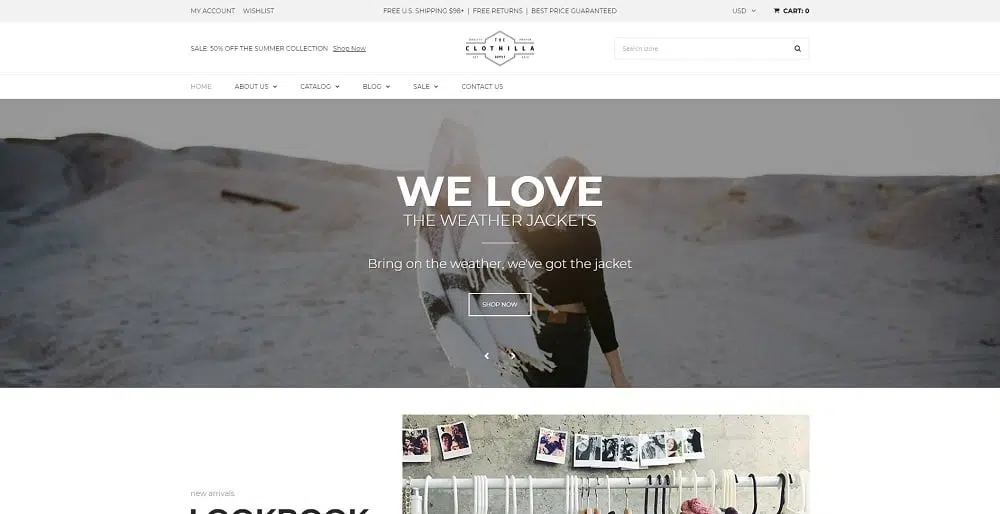 MY ACCOUNT WISHLIST FREE U.S. SHIPPING $98+ | FREE RETURNS | BEST PRICE GUARANTEED USD CART: 0
SALE: 50% OFF THE SUMMER COLLECTION Shop Now
THE
CLOTHILLA
SUPPLY
Search store
HOME ABOUT US CATALOG BLOG SALE CONTACT US
WE LOVE
THE WEATHER JACKETS
Bring on the weather, we've got the jacket
SHOP NOW
new arrivals
LOOKBOOK